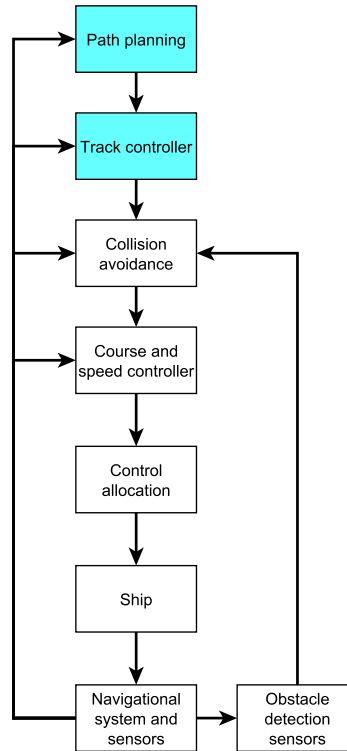 Path planning
Track controller
Collision
avoidance
Course and
speed controller
Control
allocation
Ship
Navigational
system and
sensors
Obstacle
detection
sensors